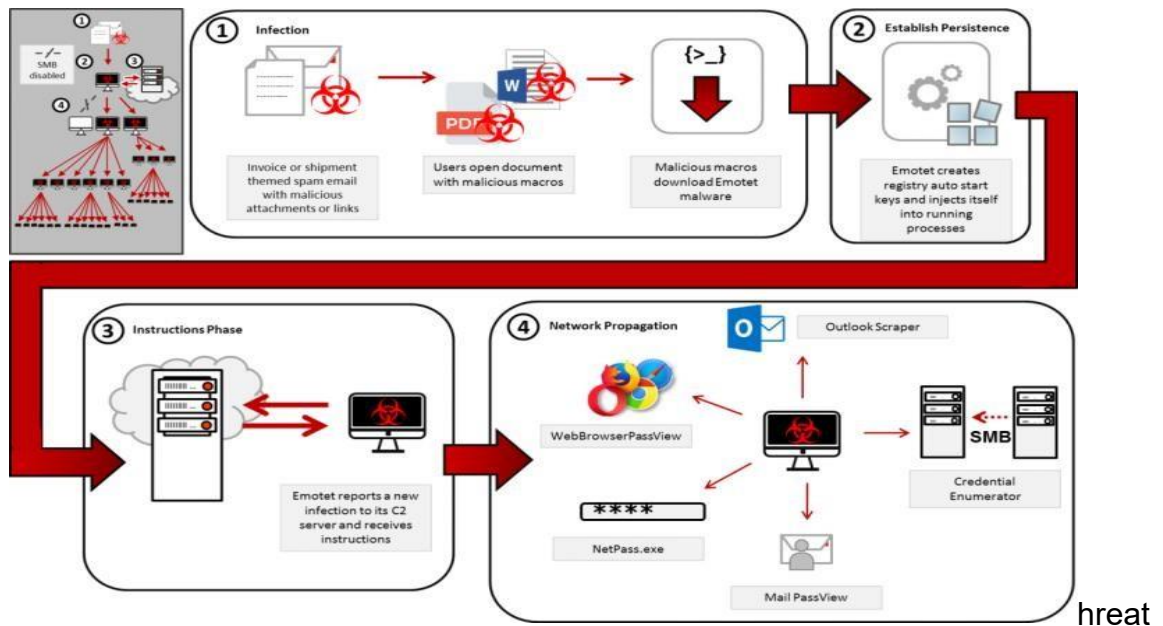 1
– / –
SMB
disabled
2
3
4
1 Infection
{>_}
W
PDF
Invoice or shipment
themed spam email
with malicious
attachments or links
Users open document
with malicious macros
Malicious macros
download Emotet
malware
2 Establish Persistence
Emotet creates
registry auto start
keys and injects itself
into running
processes
3 Instructions Phase
Emotet reports a new
infection to its C2
server and receives
instructions
4 Network Propagation
O
Outlook Scraper
WebBrowserPassView
SMB
Credential
Enumerator
****
NetPass.exe
Mail PassView
hreat